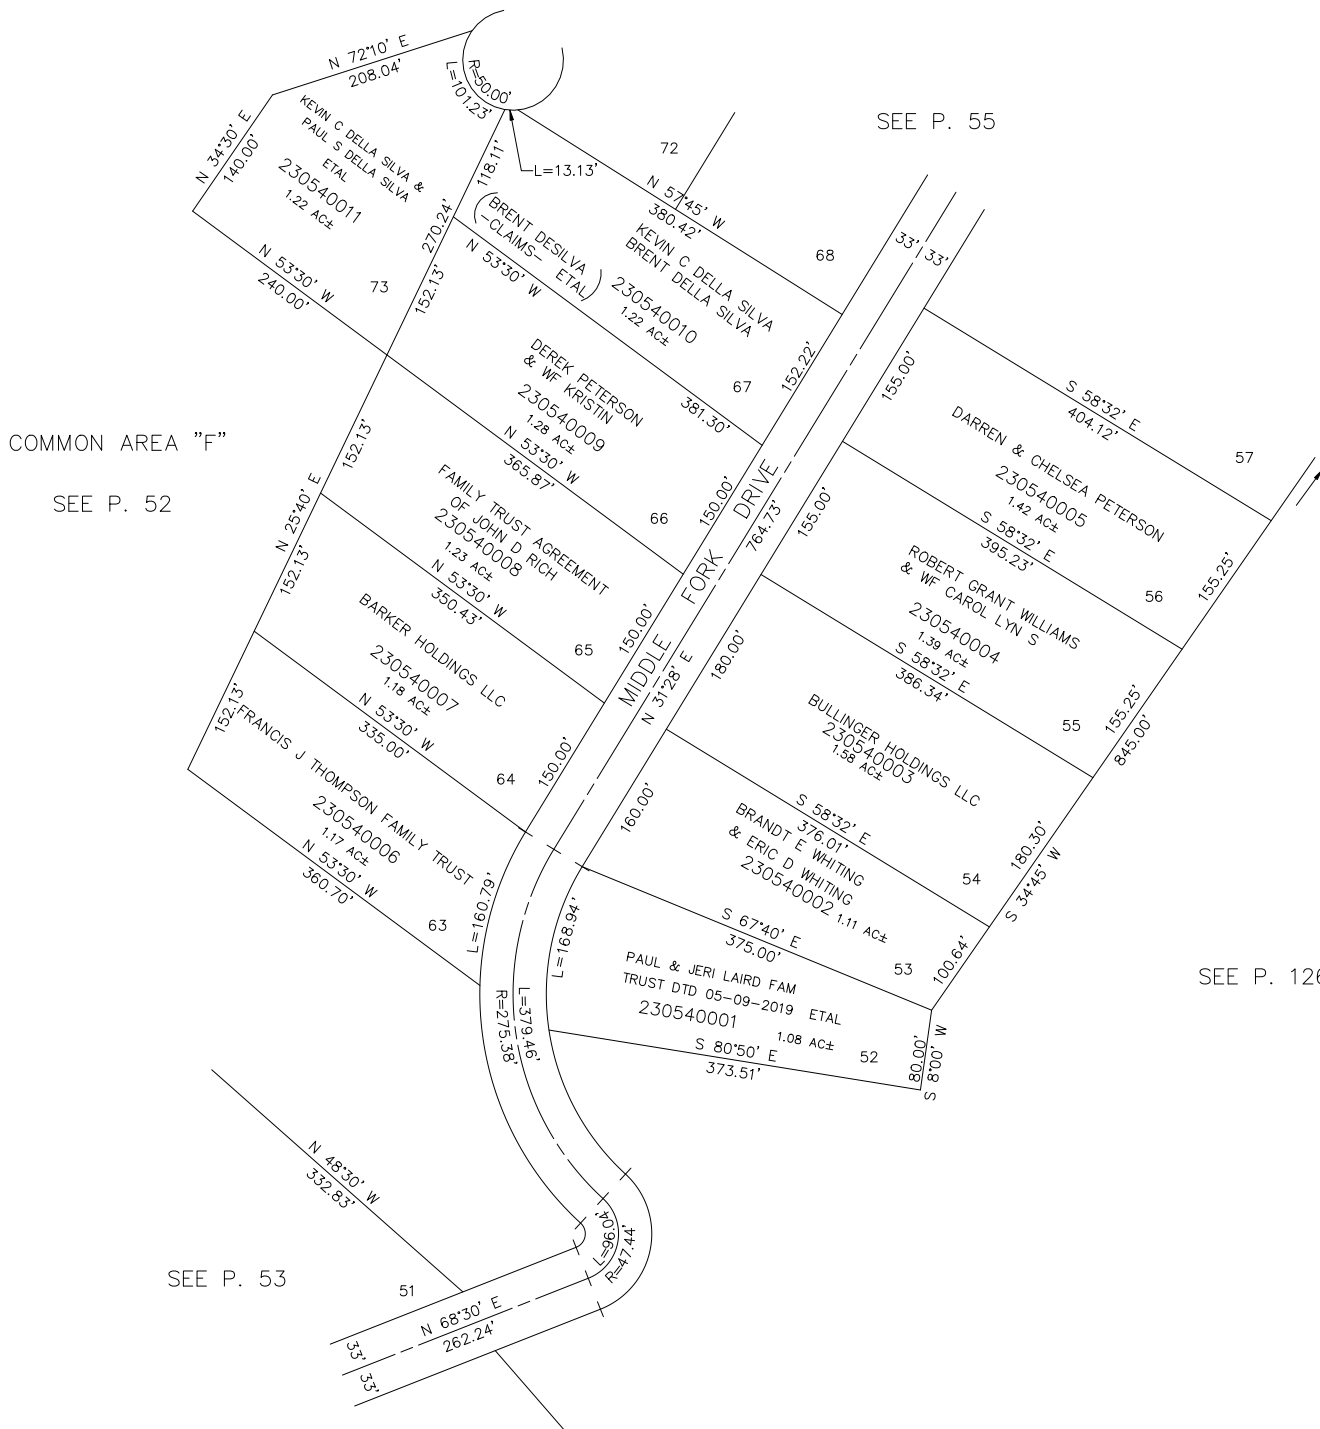 N 72°10' E
208.04'
R=50.00'
L=101.23'
SEE P. 55
N 34°30' E
140.00'
KEVIN C DELLA SILVA &
PAUL S DELLA SILVA
ETAL
230540011
1.22 AC±
118.11'
L=13.13'
72
N 57°45' W
380.42'
270.24'
(BRENT DESILVA
-CLAIMS- ETAL)
KEVIN C DELLA SILVA
BRENT DELLA SILVA
230540010
1.22 AC±
68
33' 33'
N 53°30' W
240.00'
73
152.13'
N 53°30' W
381.30'
67
152.22'
155.00'
S 58°32' E
404.12'
57
DEREK PETERSON
& WF KRISTIN
230540009
1.28 AC±
N 53°30' W
365.87'
66
150.00'
DARREN & CHELSEA PETERSON
230540005
1.42 AC±
S 58°32' E
395.23'
56
155.25'
COMMON AREA "F"
SEE P. 52
152.13'
N 25°40' E
FAMILY TRUST AGREEMENT
OF JOHN D RICH
230540008
1.23 AC±
N 53°30' W
350.43'
65
150.00'
MIDDLE FORK DRIVE
764.73'
N 31°28' E
155.00'
ROBERT GRANT WILLIAMS
& WF CAROL LYN S
230540004
1.39 AC±
S 58°32' E
386.34'
55
155.25'
845.00'
152.13'
BARKER HOLDINGS LLC
230540007
1.18 AC±
N 53°30' W
335.00'
64
150.00'
180.00'
BULLINGER HOLDINGS LLC
230540003
1.58 AC±
S 58°32' E
376.01'
54
180.30'
S 34°45' W
152.13'
FRANCIS J THOMPSON FAMILY TRUST
230540006
1.17 AC±
N 53°30' W
360.70'
63
L=160.79'
160.00'
BRANDT E WHITING
& ERIC D WHITING
230540002
1.11 AC±
S 67°40' E
375.00'
53
100.64'
SEE P. 126
L=168.94'
PAUL & JERI LAIRD FAM
TRUST DTD 05-09-2019 ETAL
230540001
1.08 AC±
S 80°50' E
373.51'
52
80.00'
S 8°00' W
L=379.46'
R=275.38'
N 48°30' W
332.83'
L=96.04'
R=47.44'
SEE P. 53
51
N 68°30' E
262.24'
33' 33'